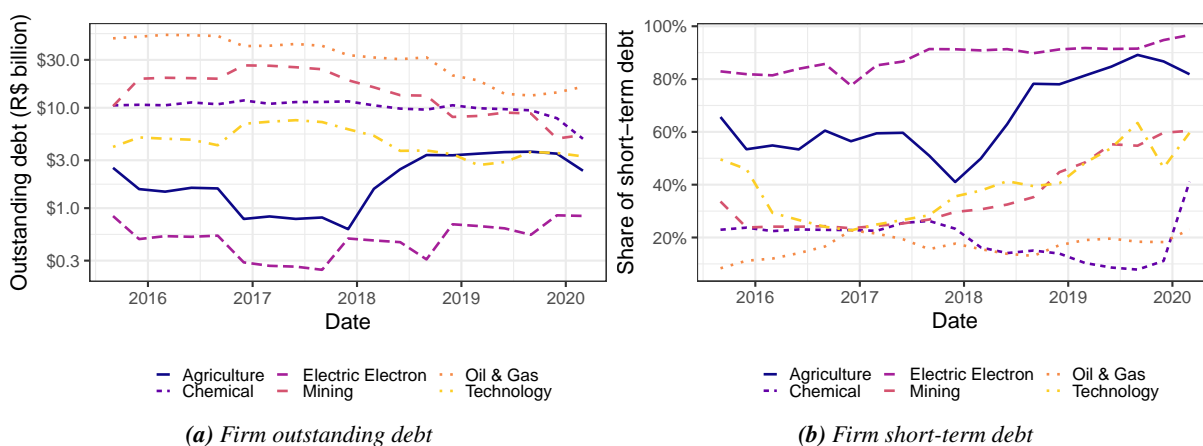 Outstanding debt (R$ billion)
$30.0
$10.0
$3.0
$1.0
$0.3
2016 2017 2018 2019 2020
Date
Agriculture Electric Electron Oil & Gas
Chemical Mining Technology
(a) Firm outstanding debt
Share of short−term debt
100%
80%
60%
40%
20%
2016 2017 2018 2019 2020
Date
Agriculture Electric Electron Oil & Gas
Chemical Mining Technology
(b) Firm short-term debt